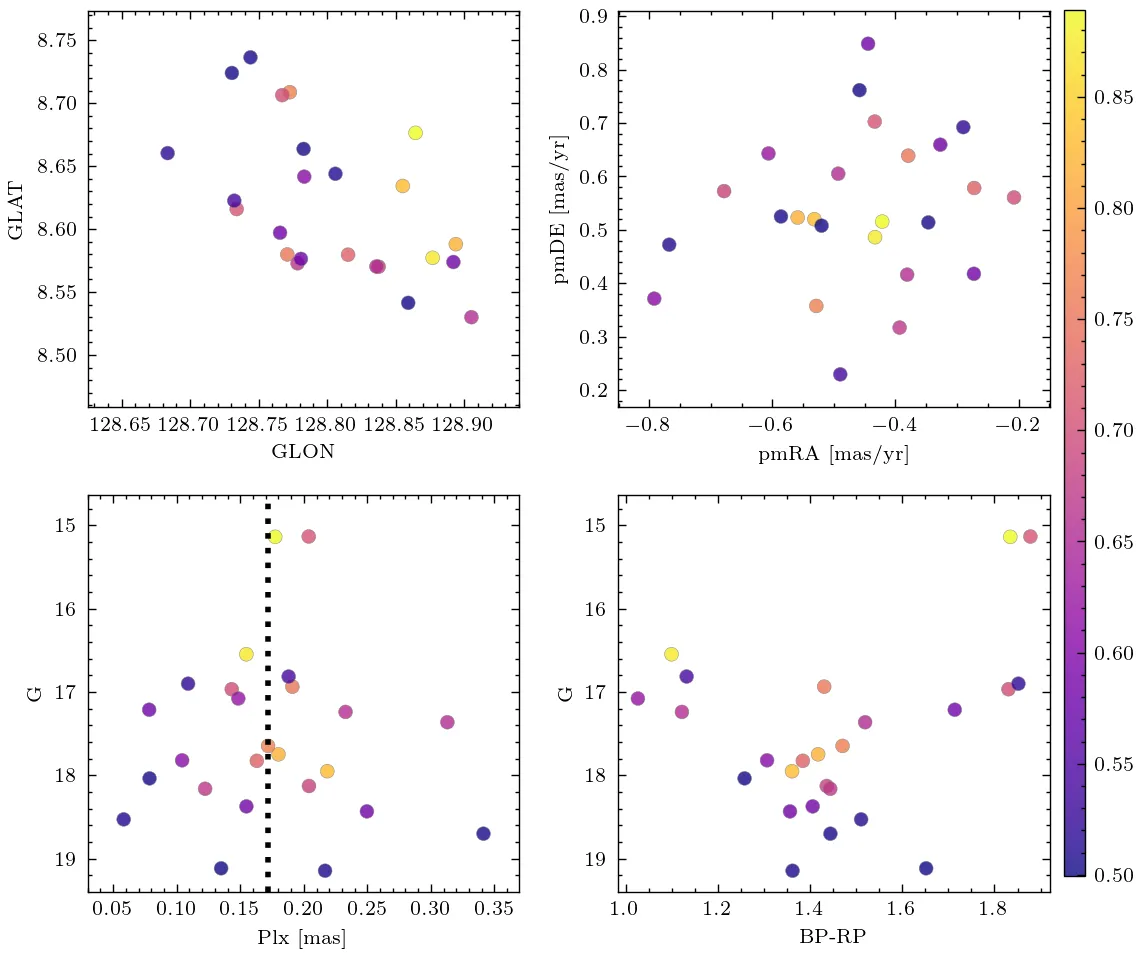 8.75
8.70
8.65
8.60
8.55
8.50
GLAT
128.65 128.70 128.75 128.80 128.85 128.90
GLON
0.9
0.8
0.7
0.6
0.5
0.4
0.3
0.2
pmDE [mas/yr]
−0.8 −0.6 −0.4 −0.2
pmRA [mas/yr]
15
16
17
18
19
G
0.05 0.10 0.15 0.20 0.25 0.30 0.35
Plx [mas]
15
16
17
18
19
G
1.0 1.2 1.4 1.6 1.8
BP-RP
0.85
0.80
0.75
0.70
0.65
0.60
0.55
0.50